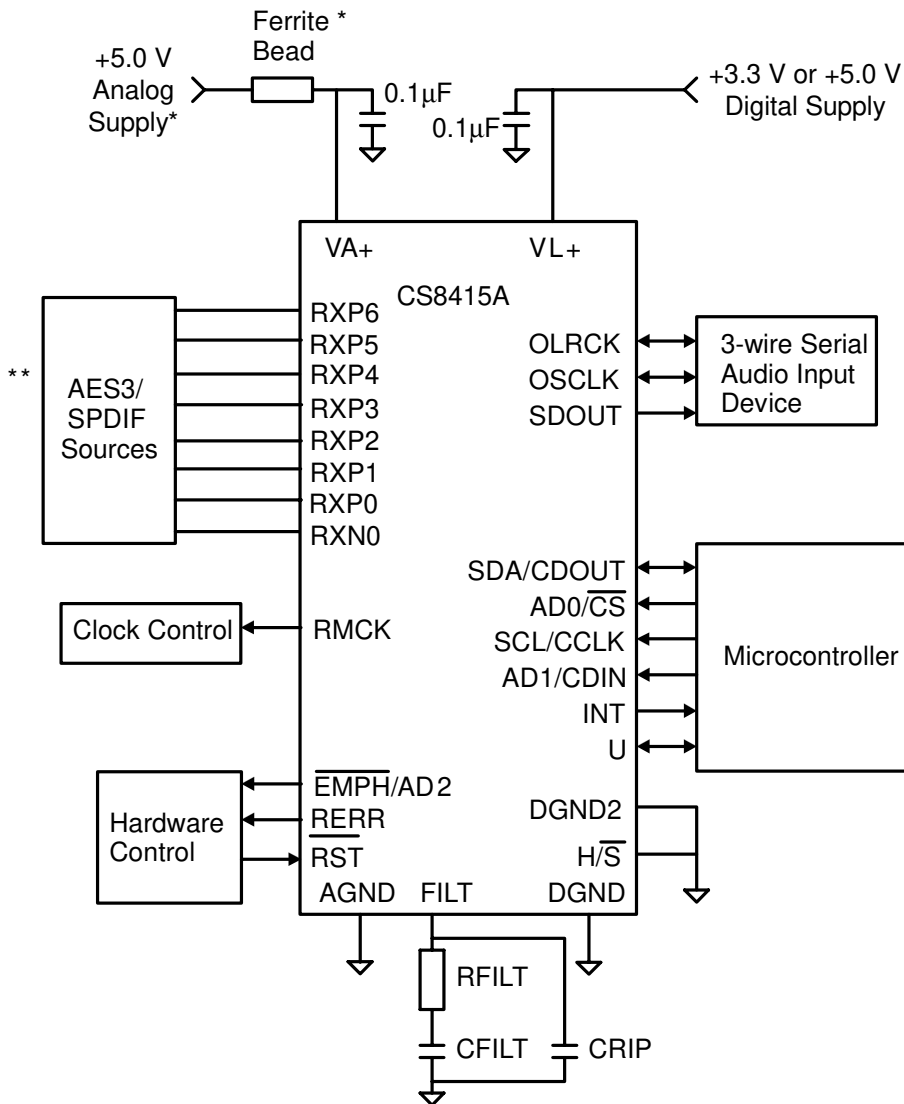 Ferrite *
Bead
+5.0 V
Analog
Supply*
0.1µF
0.1µF
+3.3 V or +5.0 V
Digital Supply
VA+
VL+
CS8415A
**
AES3/
SPDIF
Sources
RXP6
RXP5
RXP4
RXP3
RXP2
RXP1
RXP0
RXN0
OLRCK
OSCLK
SDOUT
3-wire Serial
Audio Input
Device
Clock Control
RMCK
SDA/CDOUT
AD0/C̅S̅
SCL/CCLK
AD1/CDIN
INT
U
Microcontroller
Hardware
Control
E̅M̅P̅H̅/AD2
RERR
R̅S̅T̅
DGND2
H/S̅
AGND
FILT
DGND
RFILT
CFILT
CRIP